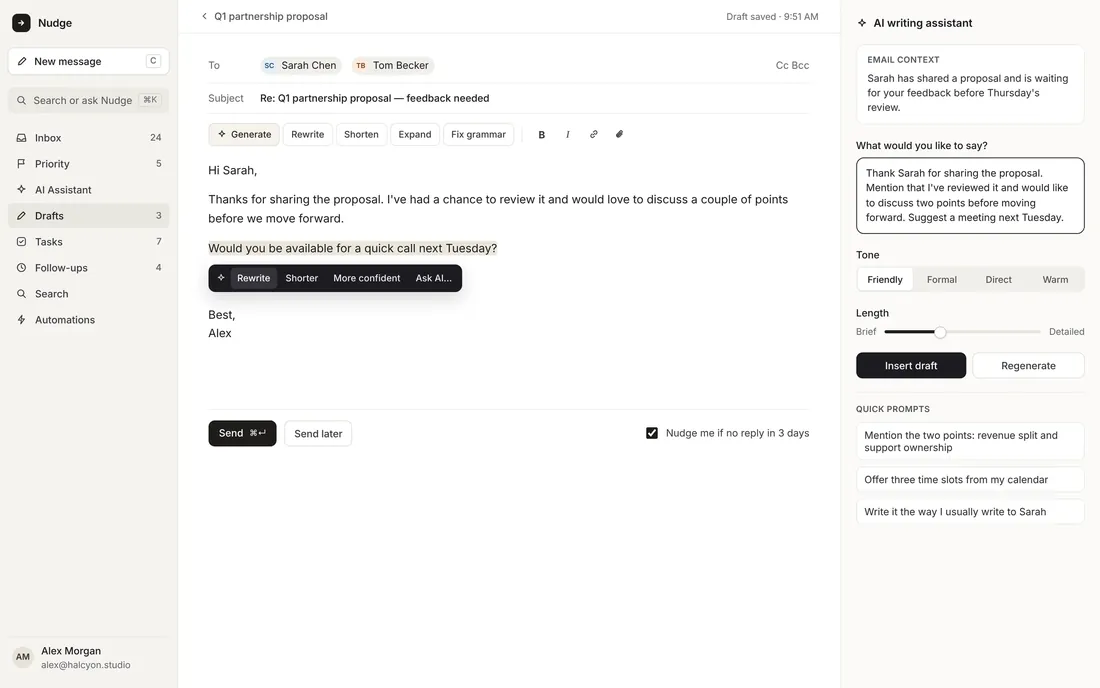 Nudge
New message
C
Search or ask Nudge
⌘K
Inbox 24
Priority 5
AI Assistant
Drafts 3
Tasks 7
Follow-ups 4
Search
Automations
AM
Alex Morgan
alex@halcyon.studio
Q1 partnership proposal
Draft saved · 9:51 AM
To
SC Sarah Chen
TB Tom Becker
Cc Bcc
Subject
Re: Q1 partnership proposal — feedback needed
Generate
Rewrite
Shorten
Expand
Fix grammar
B
I
Hi Sarah,
Thanks for sharing the proposal. I've had a chance to review it and would love to discuss a couple of points
before we move forward.
Would you be available for a quick call next Tuesday?
Rewrite
Shorter
More confident
Ask AI...
Best,
Alex
Send ⌘↵
Send later
Nudge me if no reply in 3 days
AI writing assistant
EMAIL CONTEXT
Sarah has shared a proposal and is waiting
for your feedback before Thursday's
review.
What would you like to say?
Thank Sarah for sharing the proposal.
Mention that I've reviewed it and would like
to discuss two points before moving
forward. Suggest a meeting next Tuesday.
Tone
Friendly
Formal
Direct
Warm
Length
Brief
Detailed
Insert draft
Regenerate
QUICK PROMPTS
Mention the two points: revenue split and
support ownership
Offer three time slots from my calendar
Write it the way I usually write to Sarah